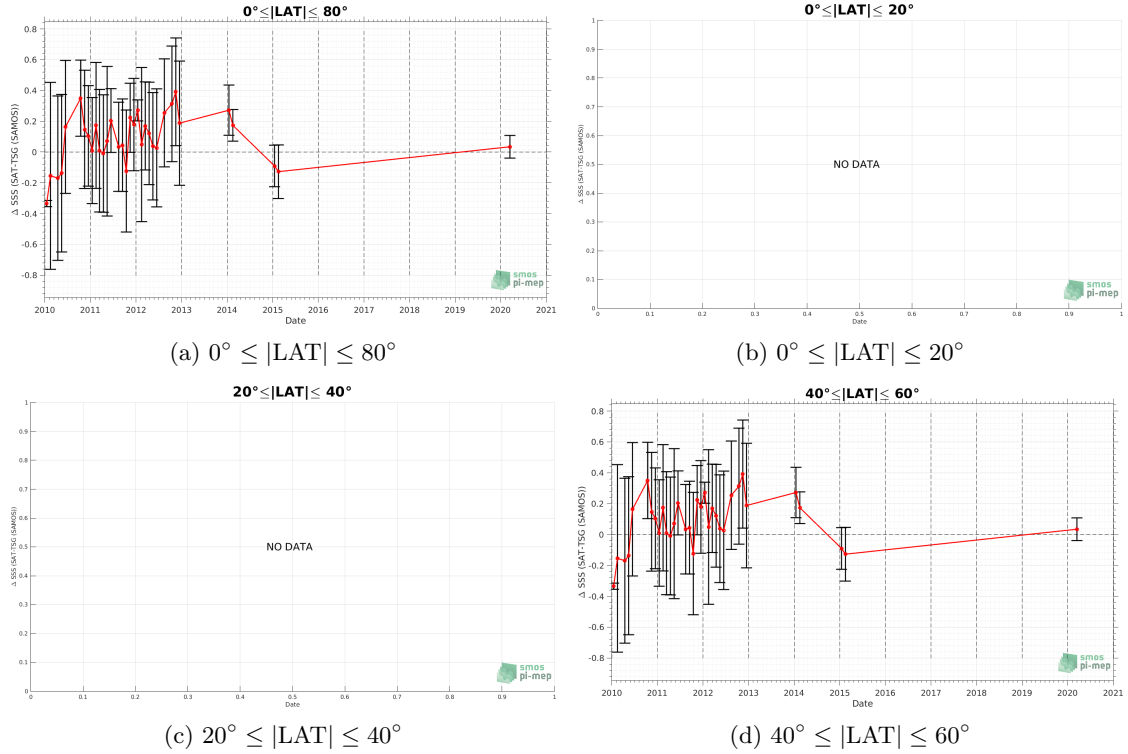 0°≤|LAT|≤ 80°
0.8
0.6
0.4
0.2
0
-0.2
-0.4
-0.6
-0.8
Δ SSS (SAT-TSG (SAMOS))
smos
pi-mep
2010 2011 2012 2013 2014 2015 2016 2017 2018 2019 2020 2021
Date
(a) 0° ≤ |LAT| ≤ 80°
0°≤|LAT|≤ 20°
1
0.9
0.8
0.7
0.6
0.5
0.4
0.3
0.2
0.1
0
Δ SSS (SAT-TSG (SAMOS))
NO DATA
smos
pi-mep
0 0.1 0.2 0.3 0.4 0.5 0.6 0.7 0.8 0.9 1
Date
(b) 0° ≤ |LAT| ≤ 20°
20°≤|LAT|≤ 40°
1
0.9
0.8
0.7
0.6
0.5
0.4
0.3
0.2
0.1
0
Δ SSS (SAT-TSG (SAMOS))
NO DATA
smos
pi-mep
0 0.1 0.2 0.3 0.4 0.5 0.6 0.7 0.8 0.9 1
Date
(c) 20° ≤ |LAT| ≤ 40°
40°≤|LAT|≤ 60°
0.8
0.6
0.4
0.2
0
-0.2
-0.4
-0.6
-0.8
Δ SSS (SAT-TSG (SAMOS))
smos
pi-mep
2010 2011 2012 2013 2014 2015 2016 2017 2018 2019 2020 2021
Date
(d) 40° ≤ |LAT| ≤ 60°